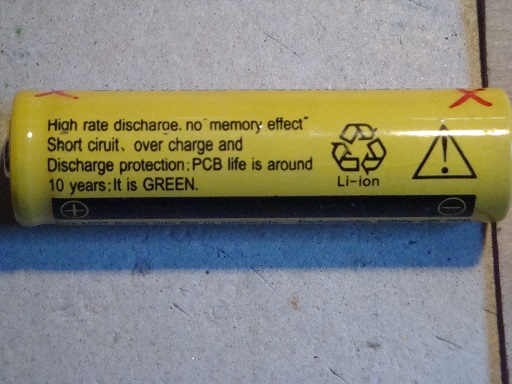 High rate discharge. no memory effect
Short ciruit、over charge and
Discharge protection;PCB life is around
10 years;It is GREEN.
Li-ion